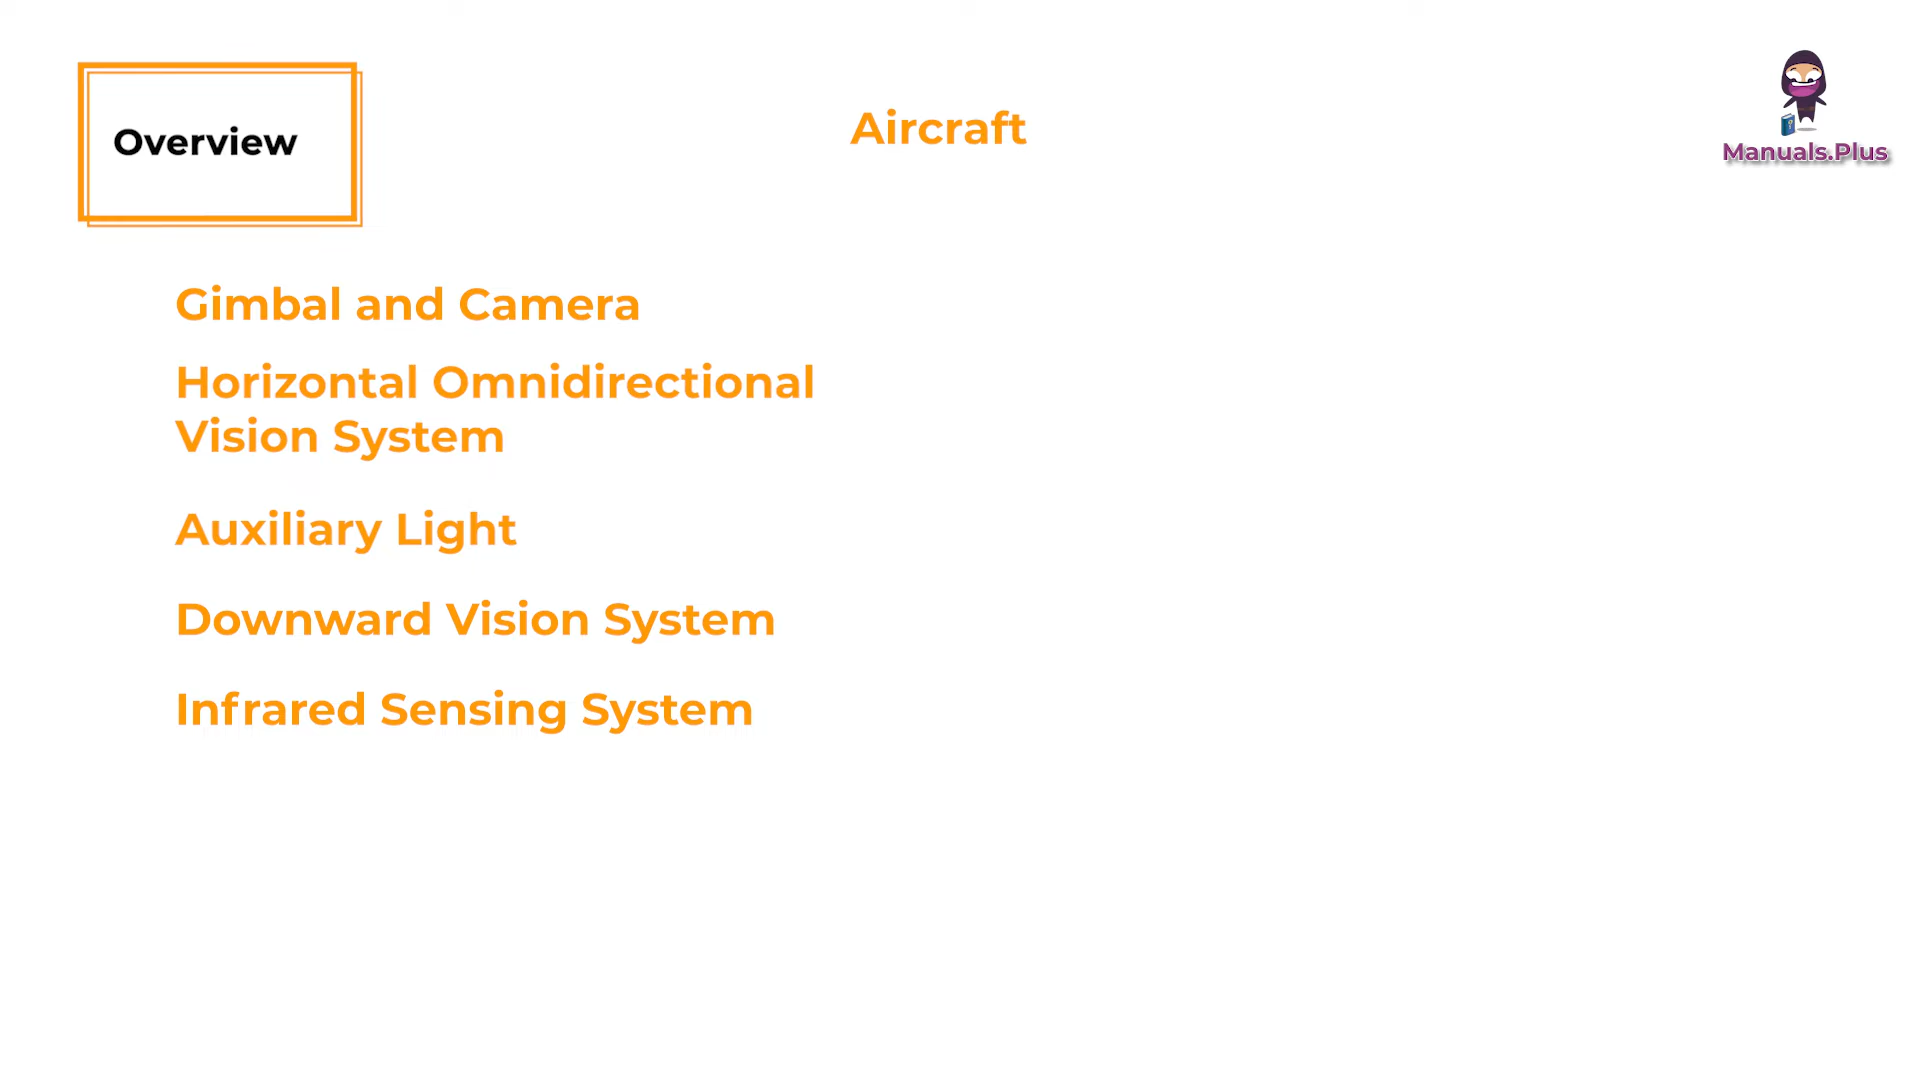 Overview
Aircraft
Manuals.Plus
Gimbal and Camera
Horizontal Omnidirectional
Vision System
Auxiliary Light
Downward Vision System
Infrared Sensing System